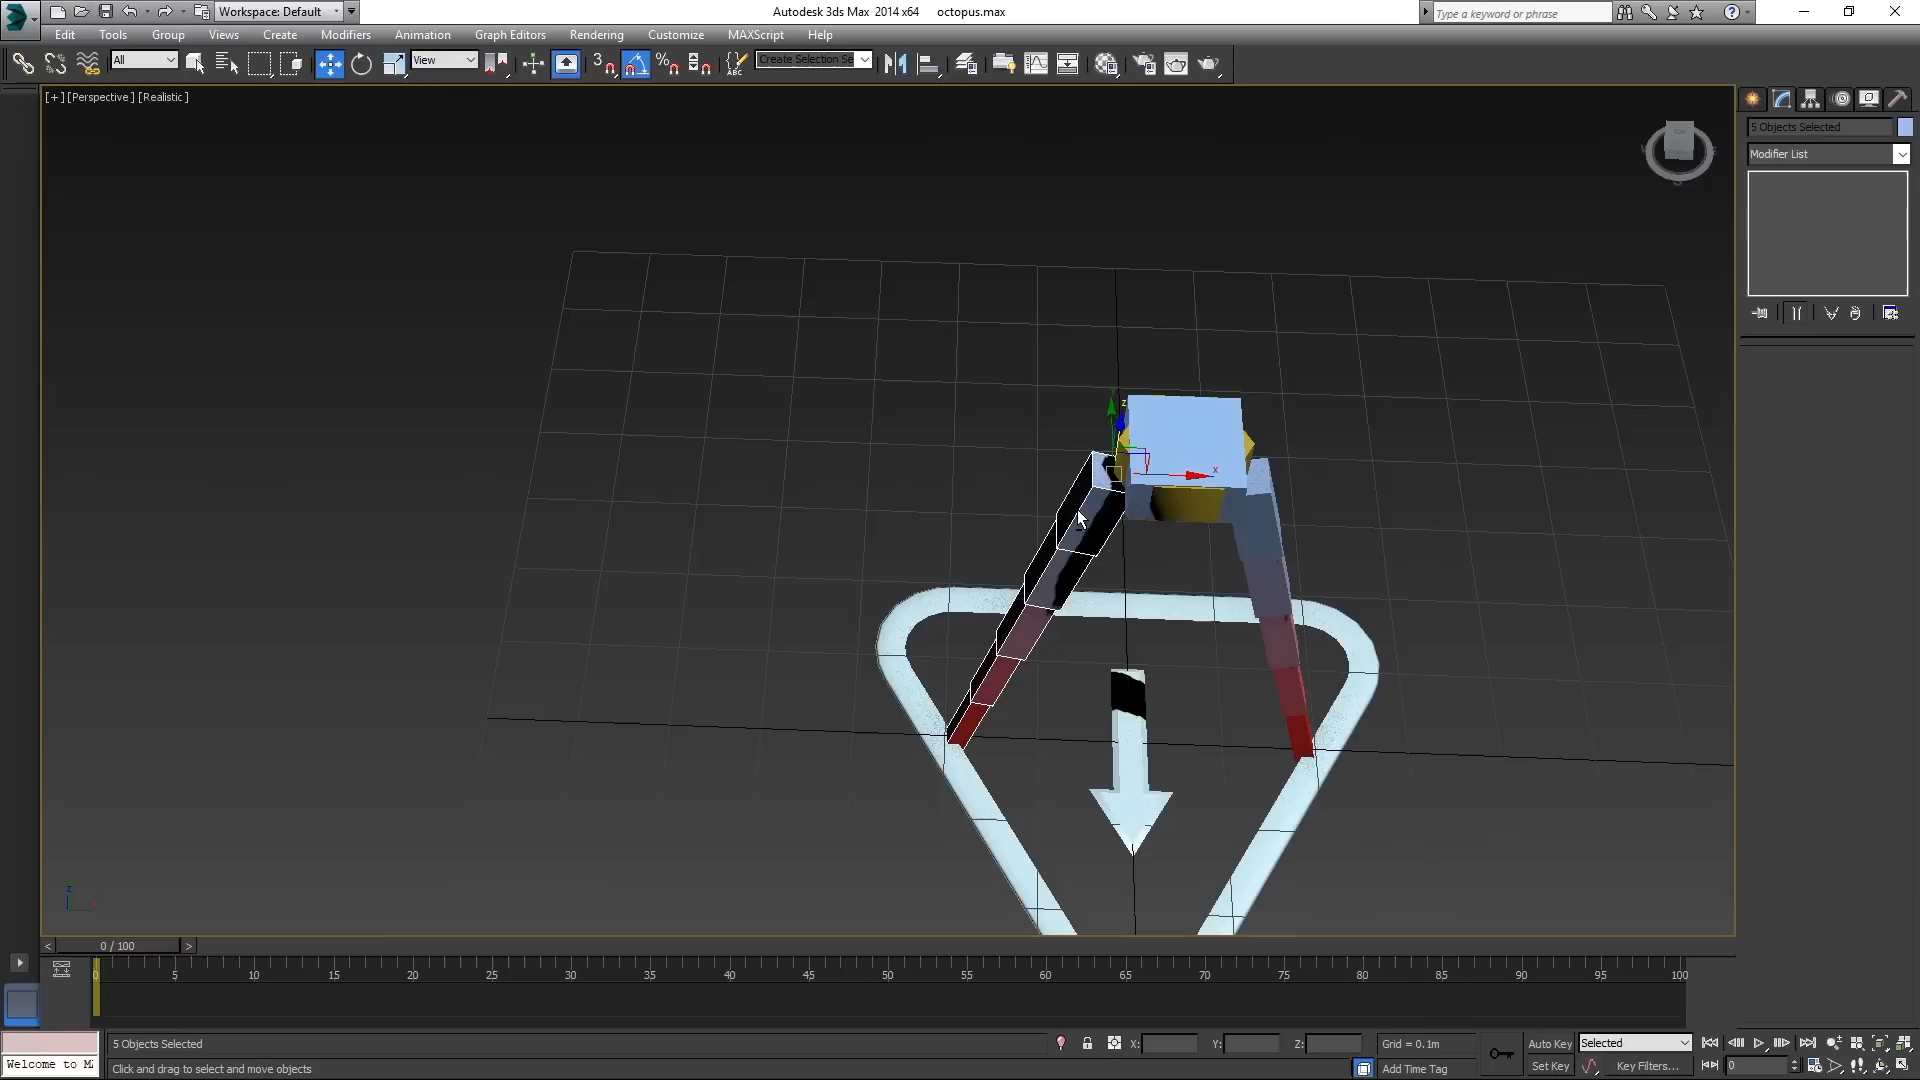 Workspace: Default
Autodesk 3ds Max 2014 x64 octopus.max
Type a keyword or phrase
Edit Tools Group Views Create Modifiers Animation Graph Editors Rendering Customize MAXScript Help
All View Create Selection Se
[+] [Perspective] [Realistic]
5 Objects Selected
Modifier List
z
x
0 / 100
0 5 10 15 20 25 30 35 40 45 50 55 60 65 70 75 80 85 90 95 100
5 Objects Selected X: Y: Z: Grid = 0.1m Auto Key Selected
Welcome to M
Click and drag to select and move objects Add Time Tag Set Key Key Filters... 0